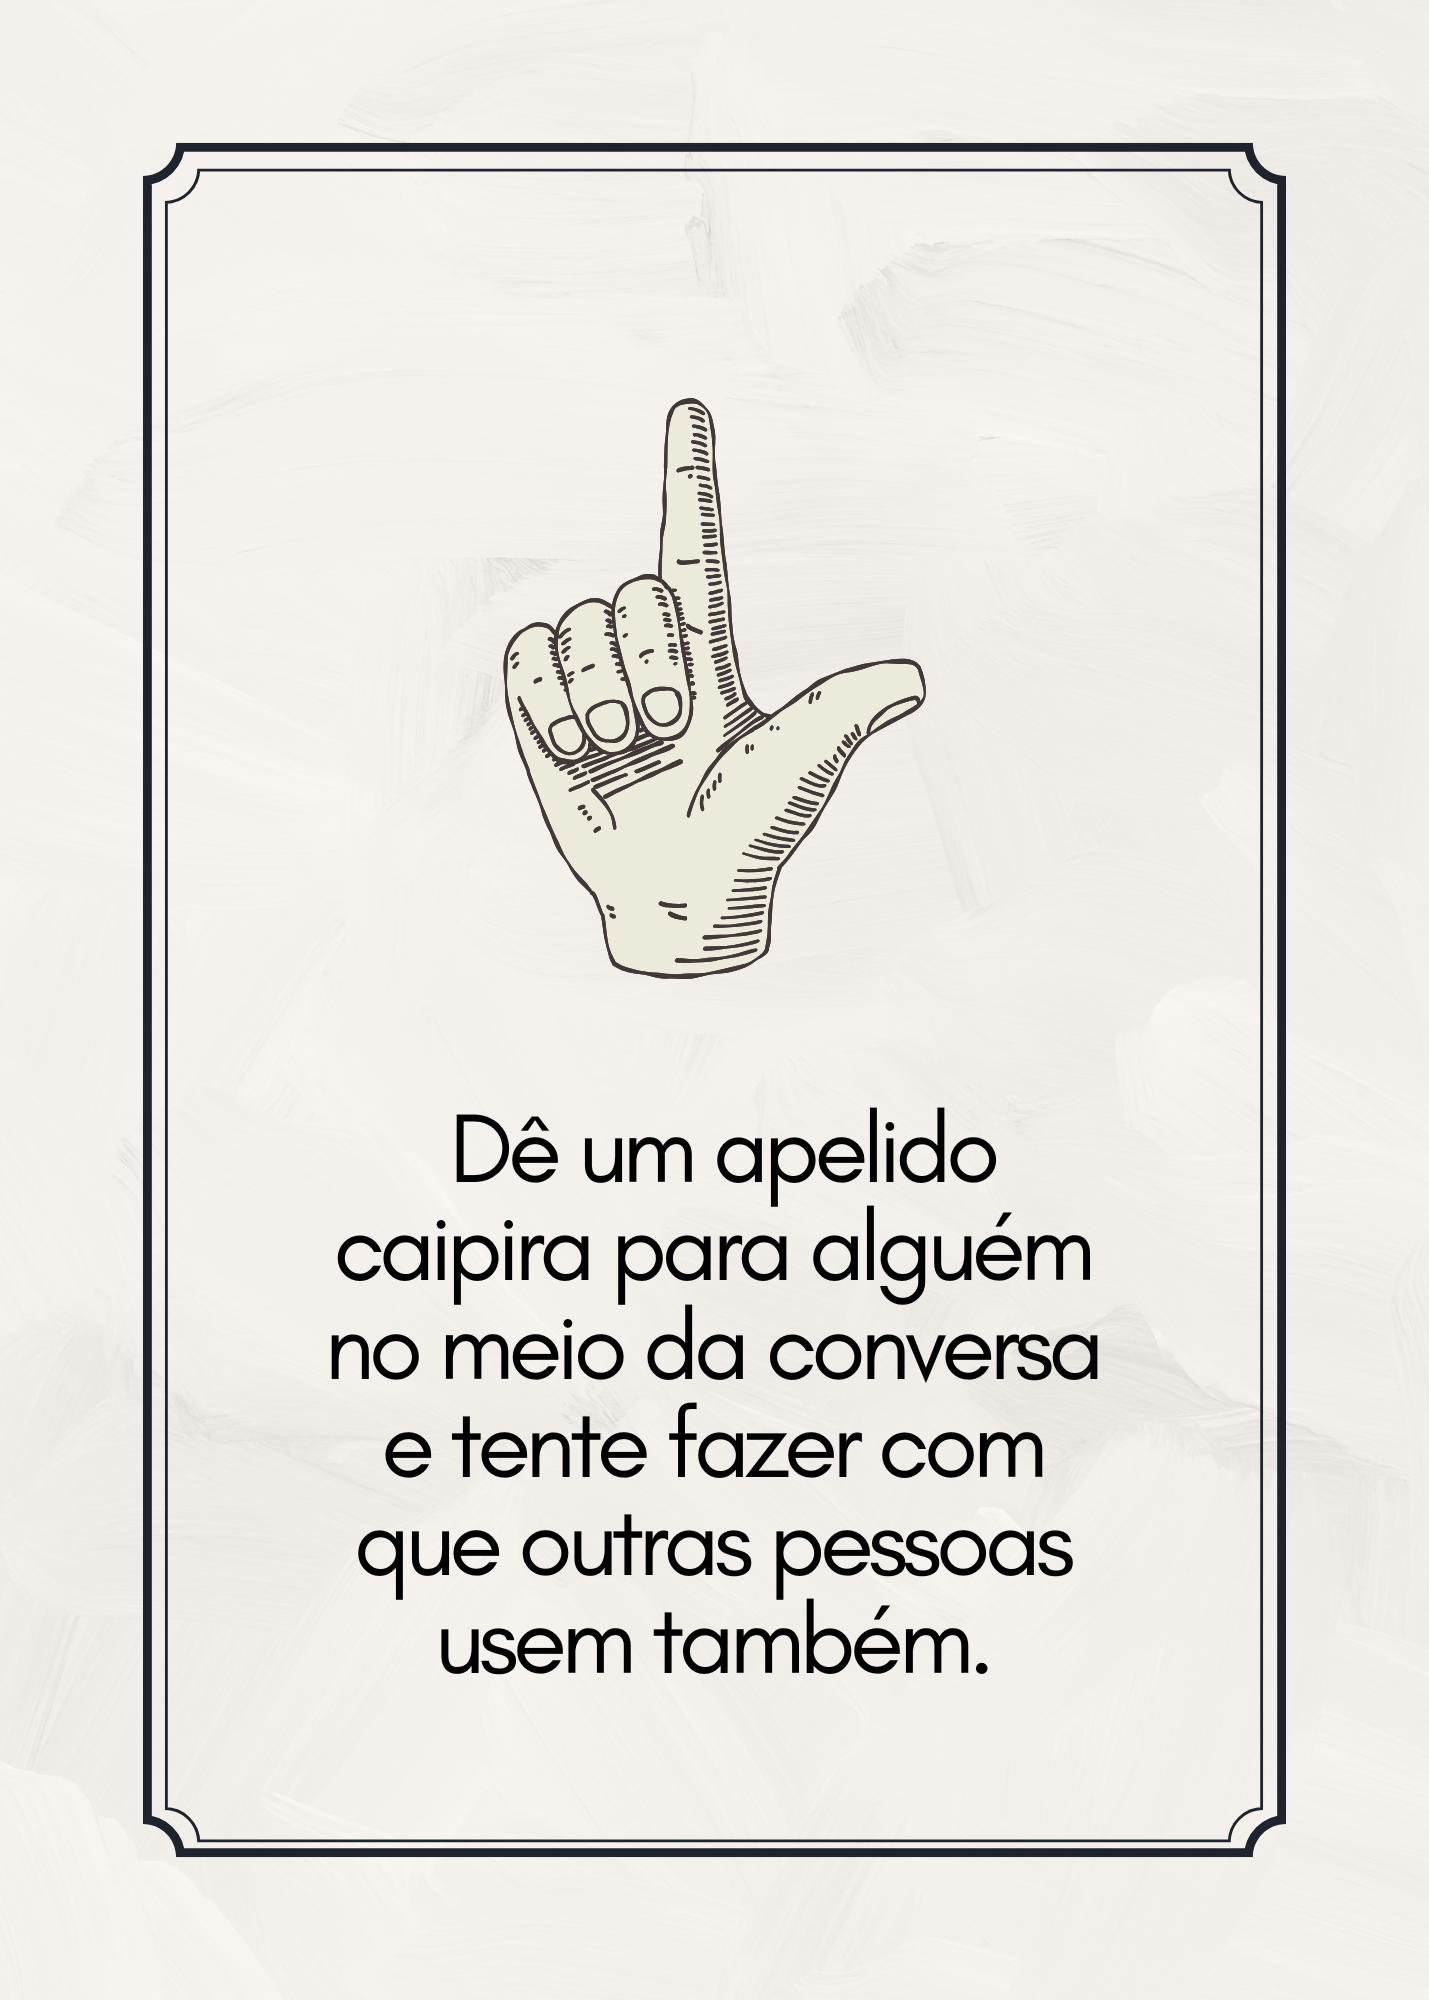 Dê um apelido
caipira para alguém
no meio da conversa
e tente fazer com
que outras pessoas
usem também.